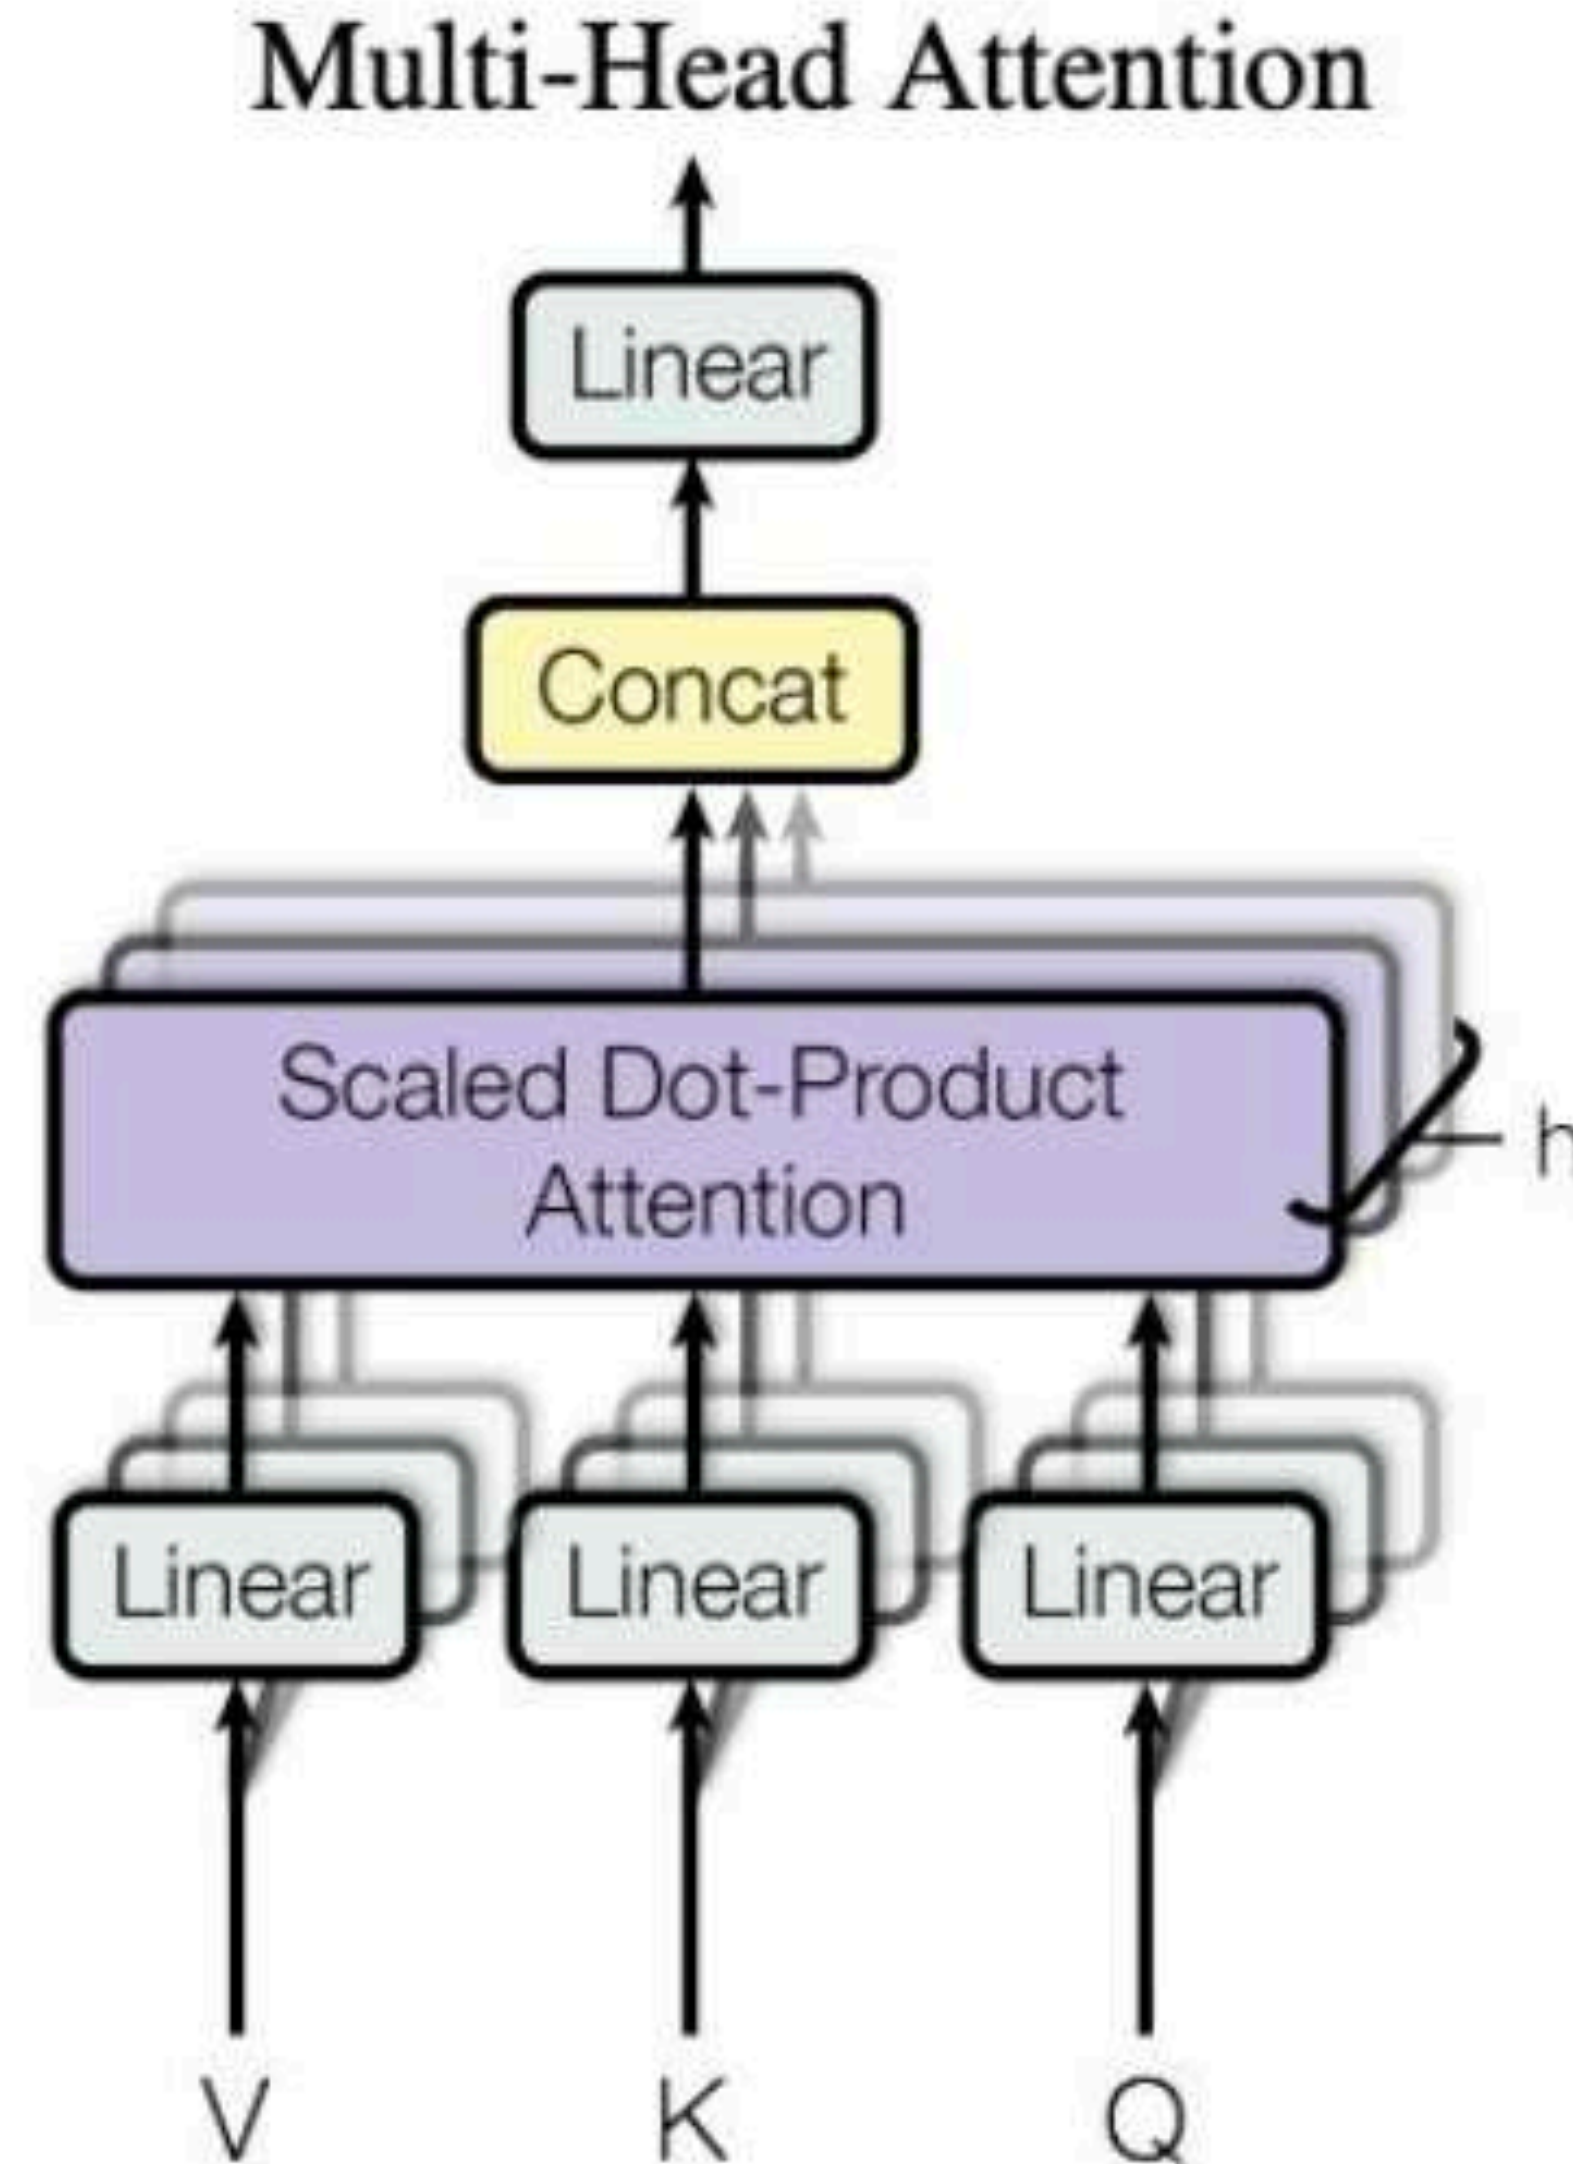 Multi-Head Attention
Linear
Concat
Scaled Dot-Product
Attention
h
Linear
Linear
Linear
V
K
Q